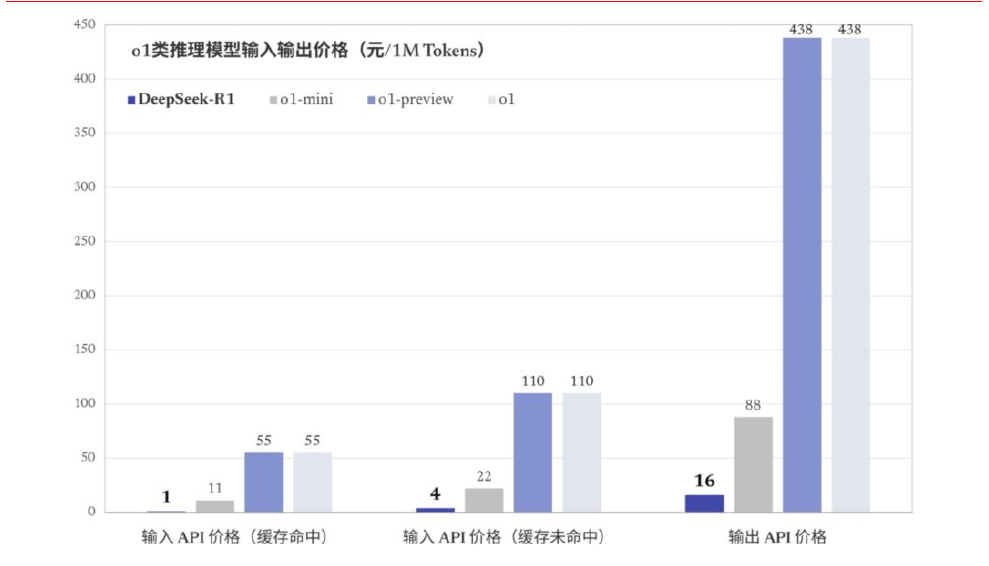 o1类推理模型输入输出价格（元/1M Tokens）
DeepSeek-R1 o1-mini o1-preview o1
450
400
350
300
250
200
150
100
50
0
1 11 55 55
4 22 110 110
16 88 438 438
输入 API 价格（缓存命中） 输入 API 价格（缓存未命中） 输出 API 价格